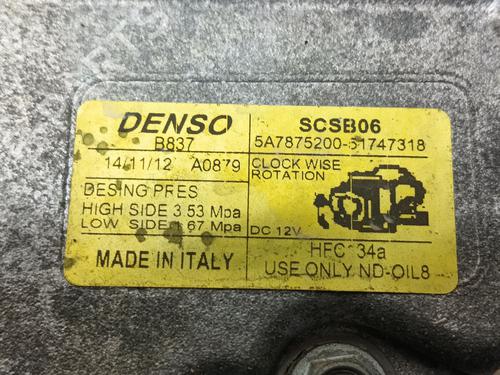 DENSO
B837
14/11/12 A0879
DESING PRES
HIGH SIDE 3.53 Mpa
LOW SIDE 1.67 Mpa
MADE IN ITALY
SCSB06
5A7875200-51747318
CLOCK WISE
ROTATION
DC 12V
HFC 134a
USE ONLY ND-OIL8